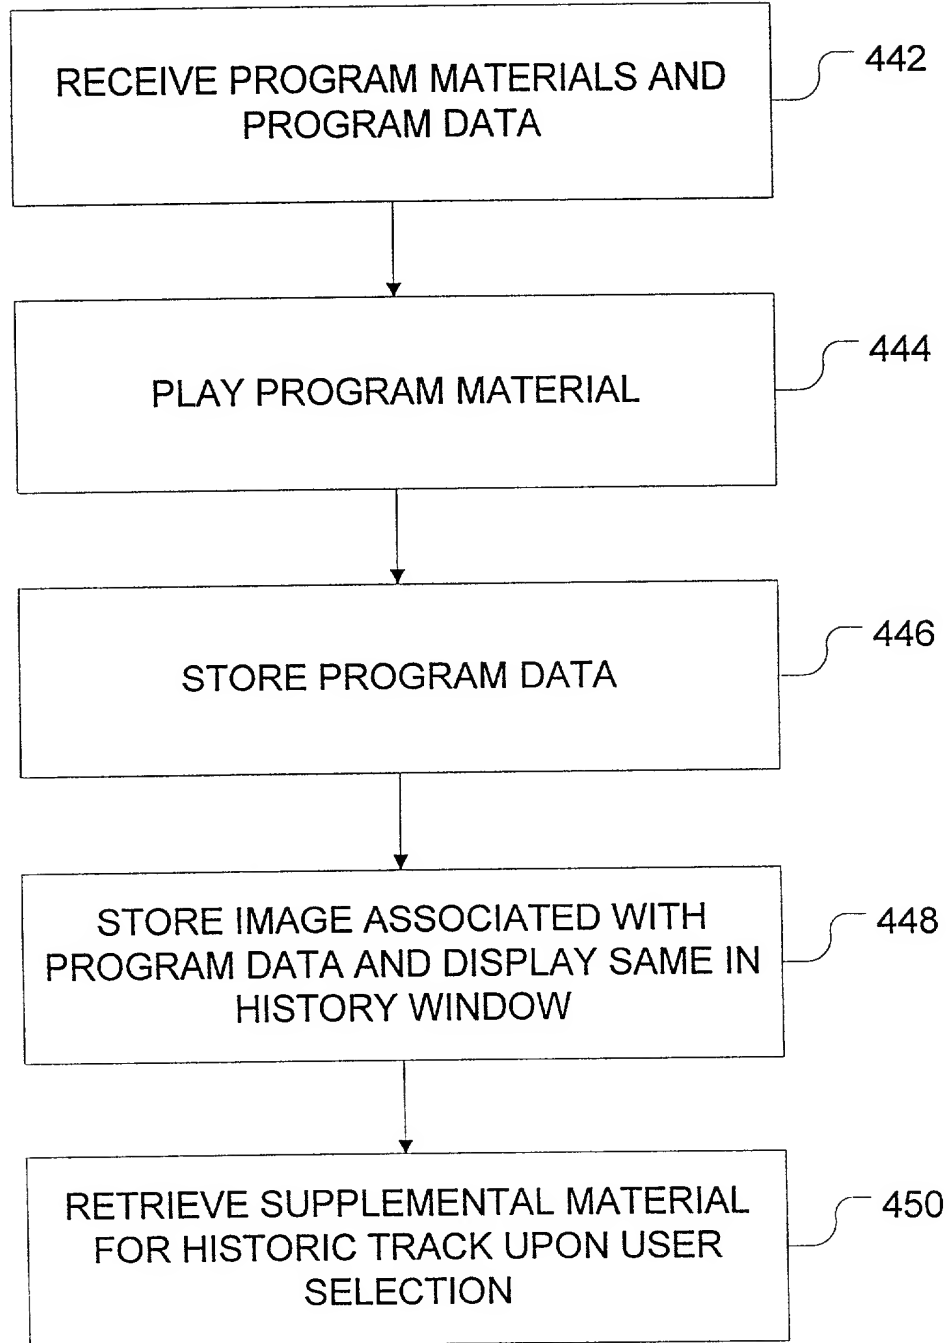 RECEIVE PROGRAM MATERIALS AND
PROGRAM DATA
442
PLAY PROGRAM MATERIAL
444
STORE PROGRAM DATA
446
STORE IMAGE ASSOCIATED WITH
PROGRAM DATA AND DISPLAY SAME IN
HISTORY WINDOW
448
RETRIEVE SUPPLEMENTAL MATERIAL
FOR HISTORIC TRACK UPON USER
SELECTION
450